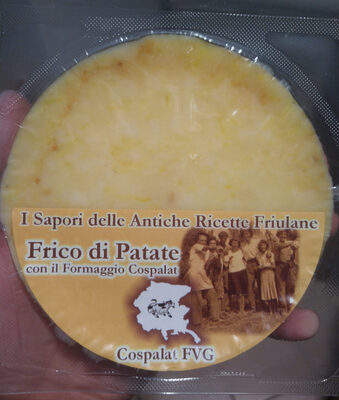 I Sapori delle Antiche Ricette Friulane
Frico di Patate
con il Formaggio Cospalat
Cospalat FVG